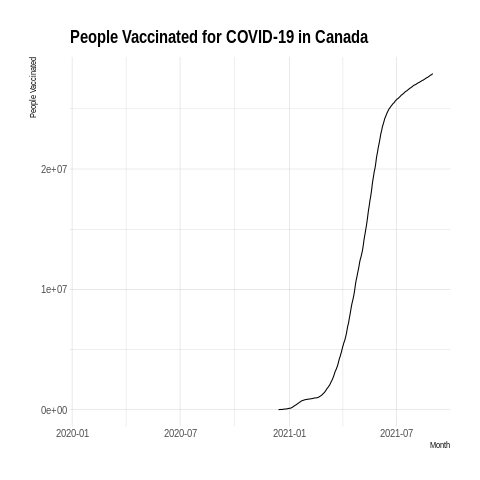 People Vaccinated for COVID-19 in Canada
People Vaccinated
2e+07
1e+07
0e+00
2020-01 2020-07 2021-01 2021-07
Month